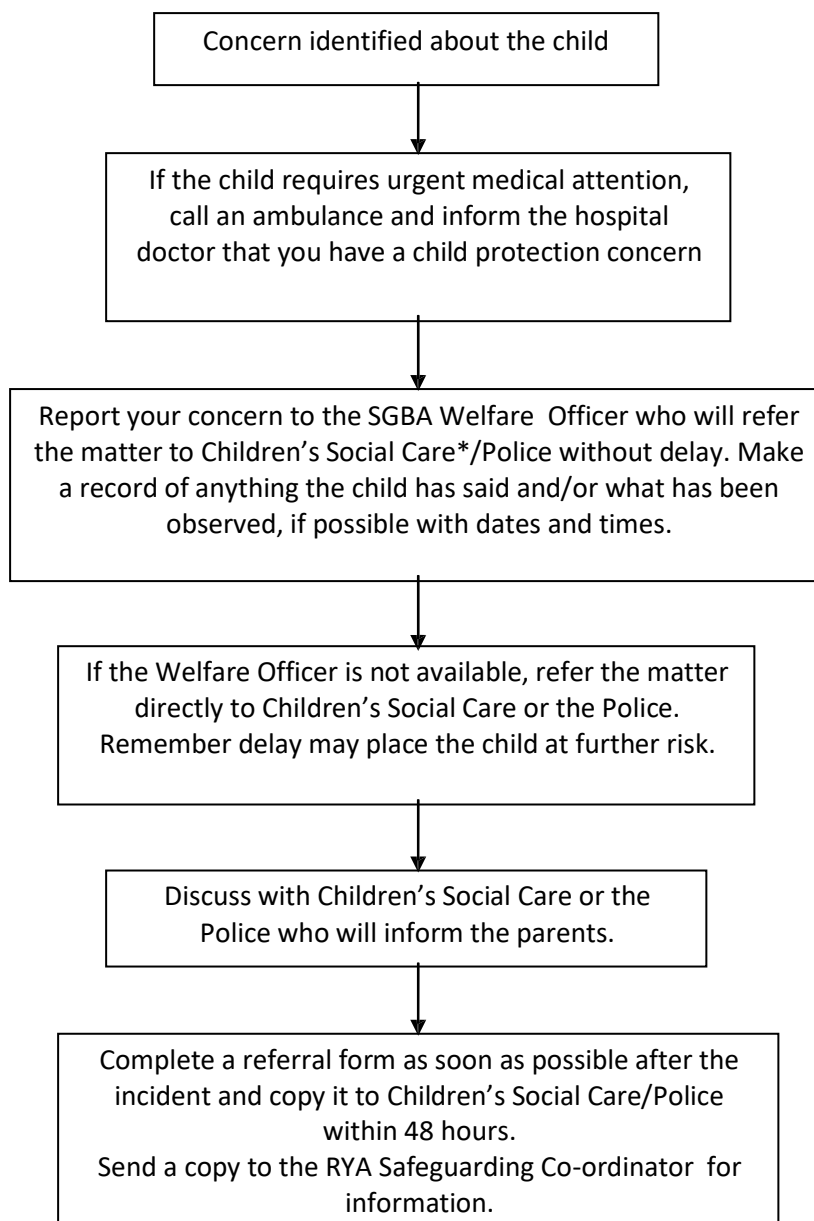 Concern identified about the child
If the child requires urgent medical attention,
call an ambulance and inform the hospital
doctor that you have a child protection concern
Report your concern to the SGBA Welfare  Officer who will refer
the matter to Children’s Social Care*/Police without delay. Make
a record of anything the child has said and/or what has been
observed, if possible with dates and times.
If the Welfare Officer is not available, refer the matter
directly to Children’s Social Care or the Police.
Remember delay may place the child at further risk.
Discuss with Children’s Social Care or the
Police who will inform the parents.
Complete a referral form as soon as possible after the
incident and copy it to Children’s Social Care/Police
within 48 hours.
Send a copy to the RYA Safeguarding Co-ordinator  for
information.